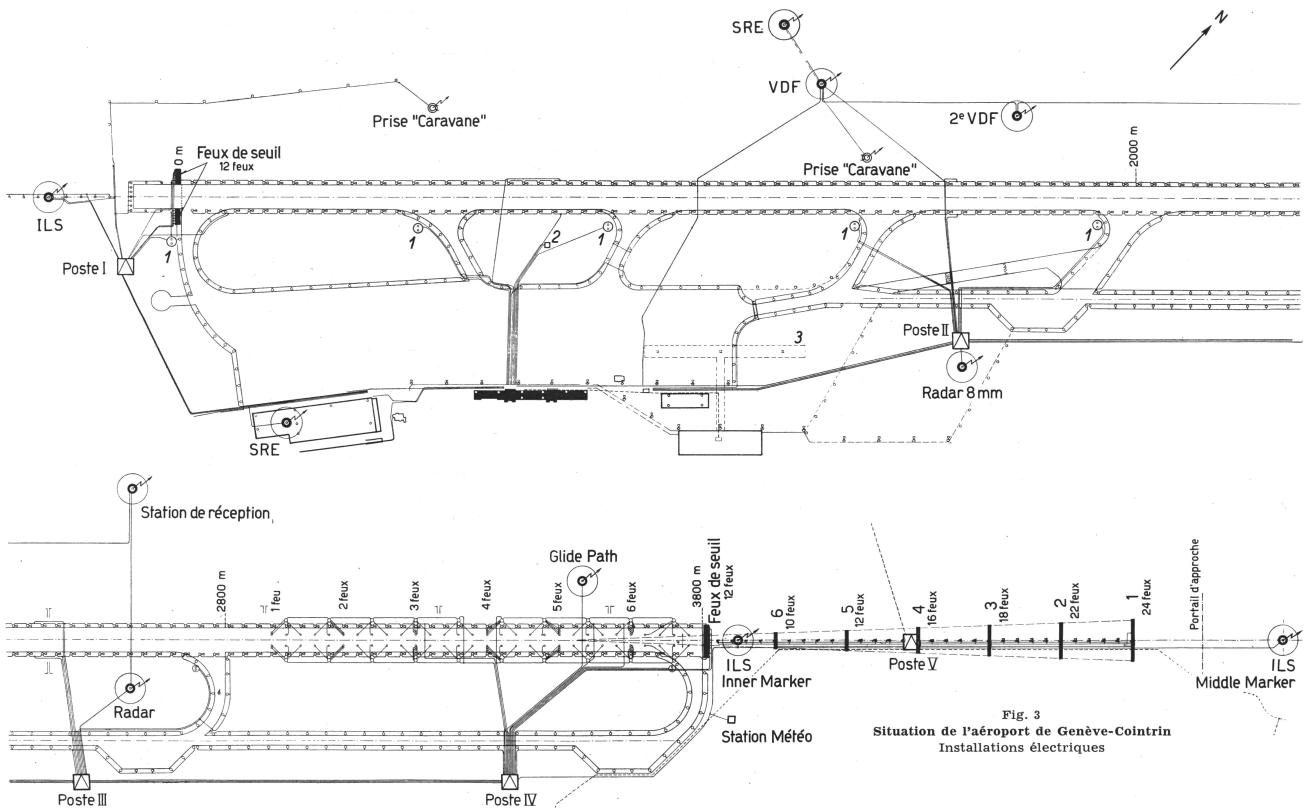 SRE
N
VDF
Prise "Caravane"
2e VDF
0 m
Feux de seuil
12 feux
Prise "Caravane"
2000 m
ILS
Poste I
1
1
2
1
1
1
3
Poste II
Radar 8 mm
SRE
Station de réception
Glide Path
2800 m
1 feu
2 feux
3 feux
4 feux
5 feux
6 feux
3800 m
Feux de seuil
12 feux
6
10 feux
5
12 feux
4
16 feux
3
18 feux
2
22 feux
1
24 feux
Portail d'approche
ILS
Inner Marker
Poste V
ILS
Middle Marker
Radar
Station Météo
Poste III
Poste IV
Fig. 3
Situation de l'aéroport de Genève-Cointrin
Installations électriques